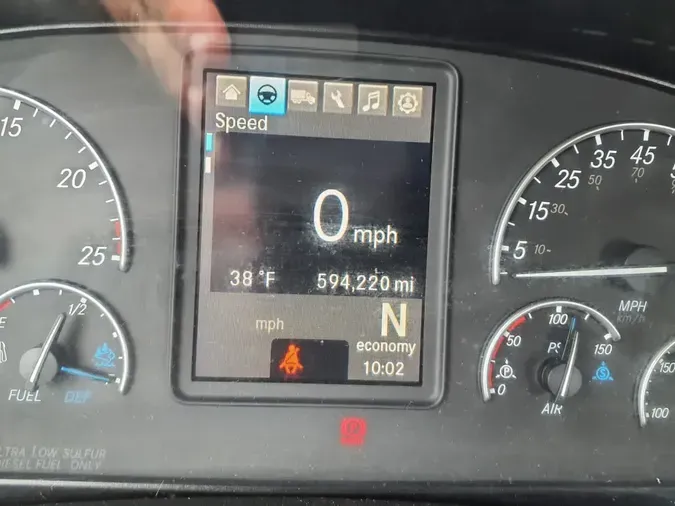 Speed
0 mph
38 °F 594,220 mi
mph N
economy
10:02
15
20
25
1/2
E
FUEL DEF
ULTRA LOW SULFUR
DIESEL FUEL ONLY
5 15 25 35 45
10 30 50 70
MPH
km/h
0 50 100 150
PSI
P
S
AIR
100
150